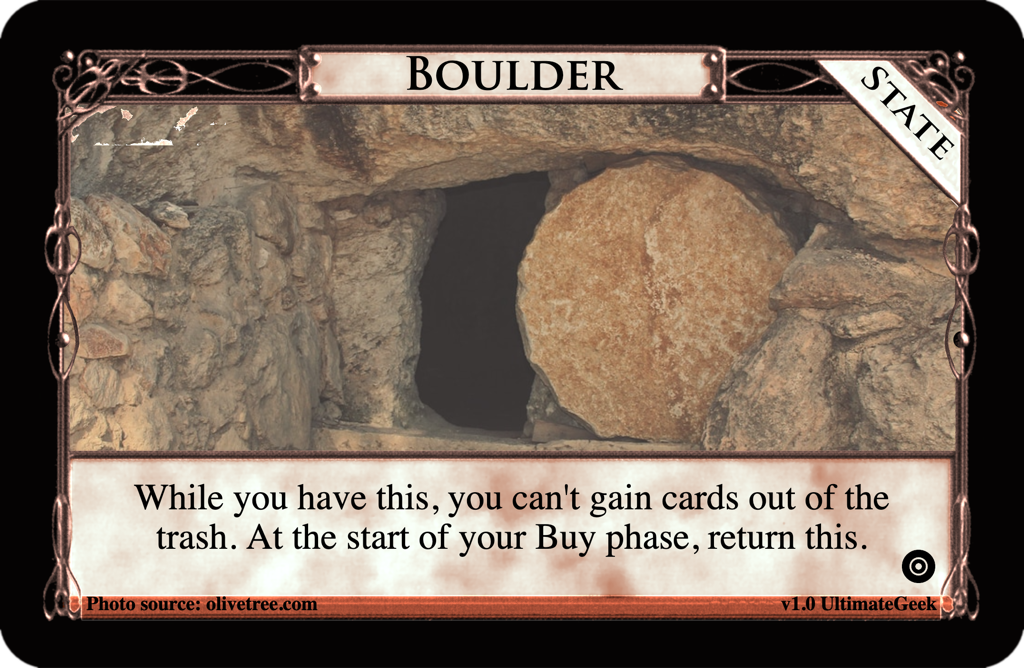 BOULDER
STATE
While you have this, you can't gain cards out of the
trash. At the start of your Buy phase, return this.
Photo source: olivetree.com
v1.0 UltimateGeek